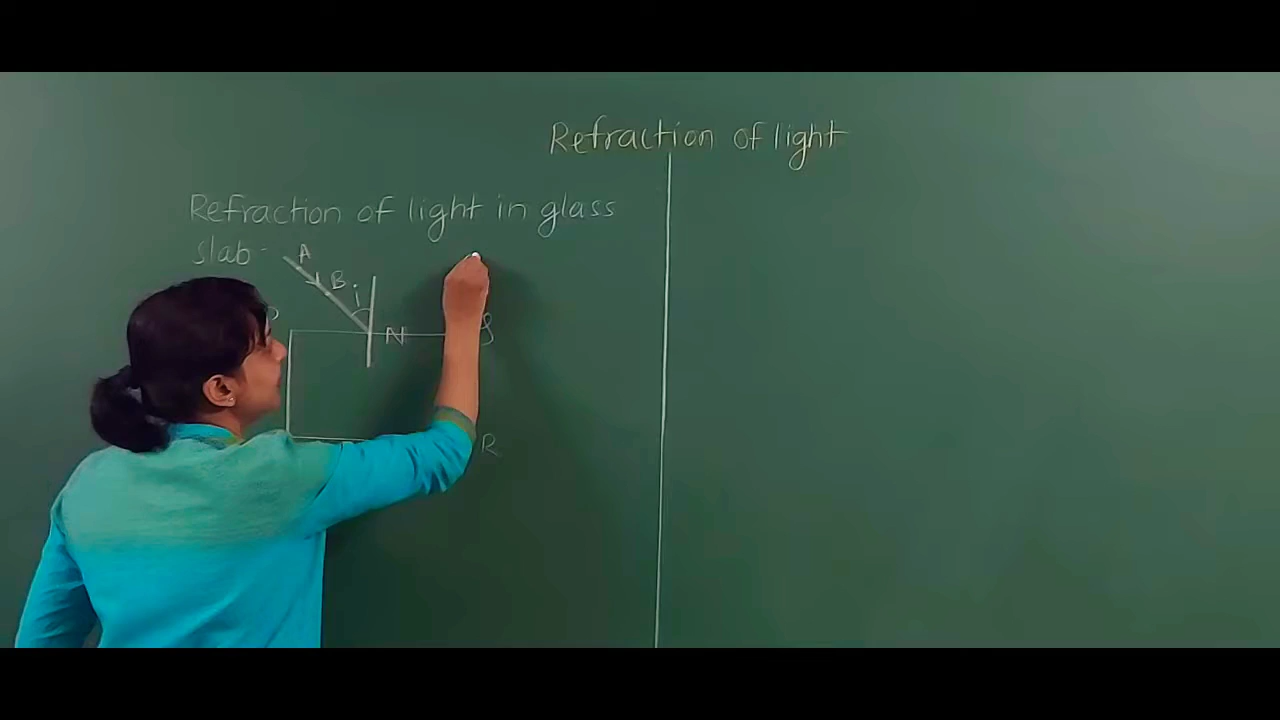 Refraction of light
Refraction of light in glass
slab-
A
B
i
P
N
R